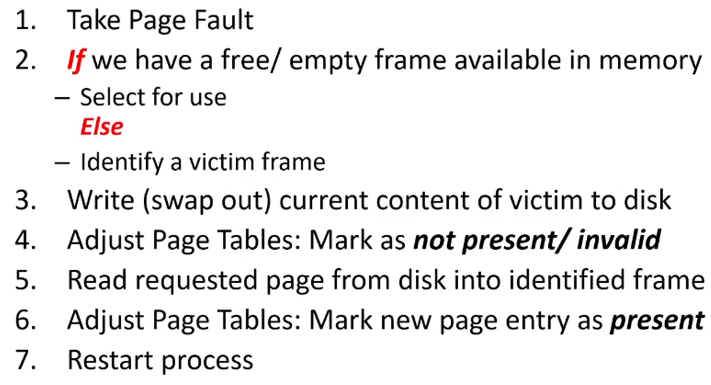 1. Take Page Fault
2. If we have a free/ empty frame available in memory
– Select for use
Else
– Identify a victim frame
3. Write (swap out) current content of victim to disk
4. Adjust Page Tables: Mark as not present/ invalid
5. Read requested page from disk into identified frame
6. Adjust Page Tables: Mark new page entry as present
7. Restart process